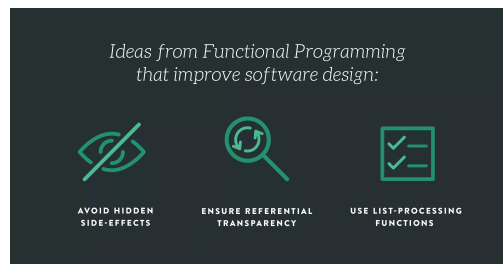 Ideas from Functional Programming
that improve software design:
AVOID HIDDEN
SIDE-EFFECTS
ENSURE REFERENTIAL
TRANSPARENCY
USE LIST-PROCESSING
FUNCTIONS